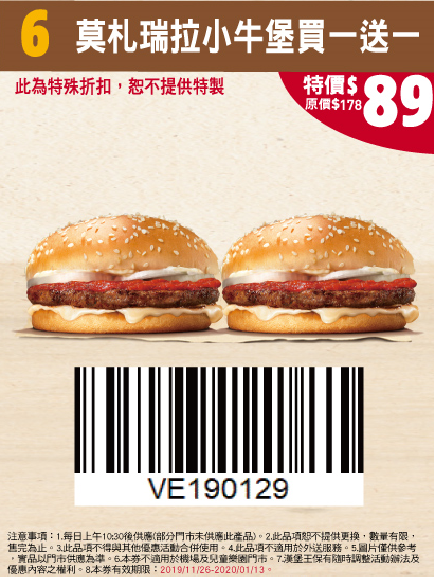 6 莫札瑞拉小牛堡買一送一
此為特殊折扣，恕不提供特製
特價$89
原價$178
VE190129
注意事項：1.每日上午10:30後供應(部分門市未供應此產品)。2.此品項恕不提供更換，數量有限，
售完為止。3.此品項不得與其他優惠活動合併使用。4.此品項不適用於外送服務。5.圖片僅供參考
，實品以門市供應為準。6.本券不適用於機場及兒童樂園門市。7.漢堡王保有隨時調整活動辦法及
優惠內容之權利。8.本券有效期限：2019/11/26-2020/01/13。